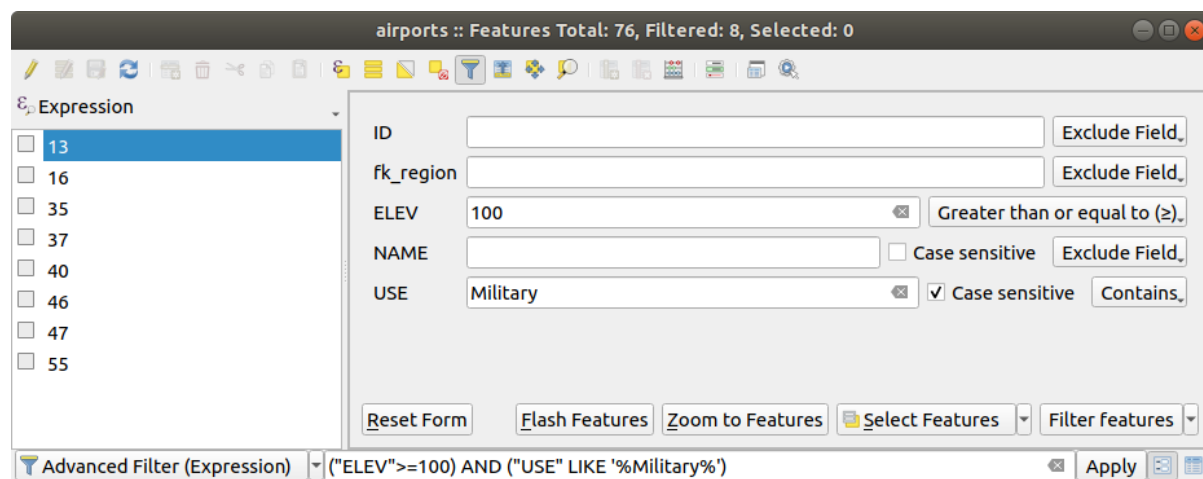 airports :: Features Total: 76, Filtered: 8, Selected: 0
Expression
13
16
35
37
40
46
47
55
ID Exclude Field
fk_region Exclude Field
ELEV 100 Greater than or equal to (≥)
NAME Case sensitive Exclude Field
USE Military Case sensitive Contains
Reset Form Flash Features Zoom to Features Select Features Filter features
Advanced Filter (Expression) ("ELEV">=100) AND ("USE" LIKE '%Military%') Apply